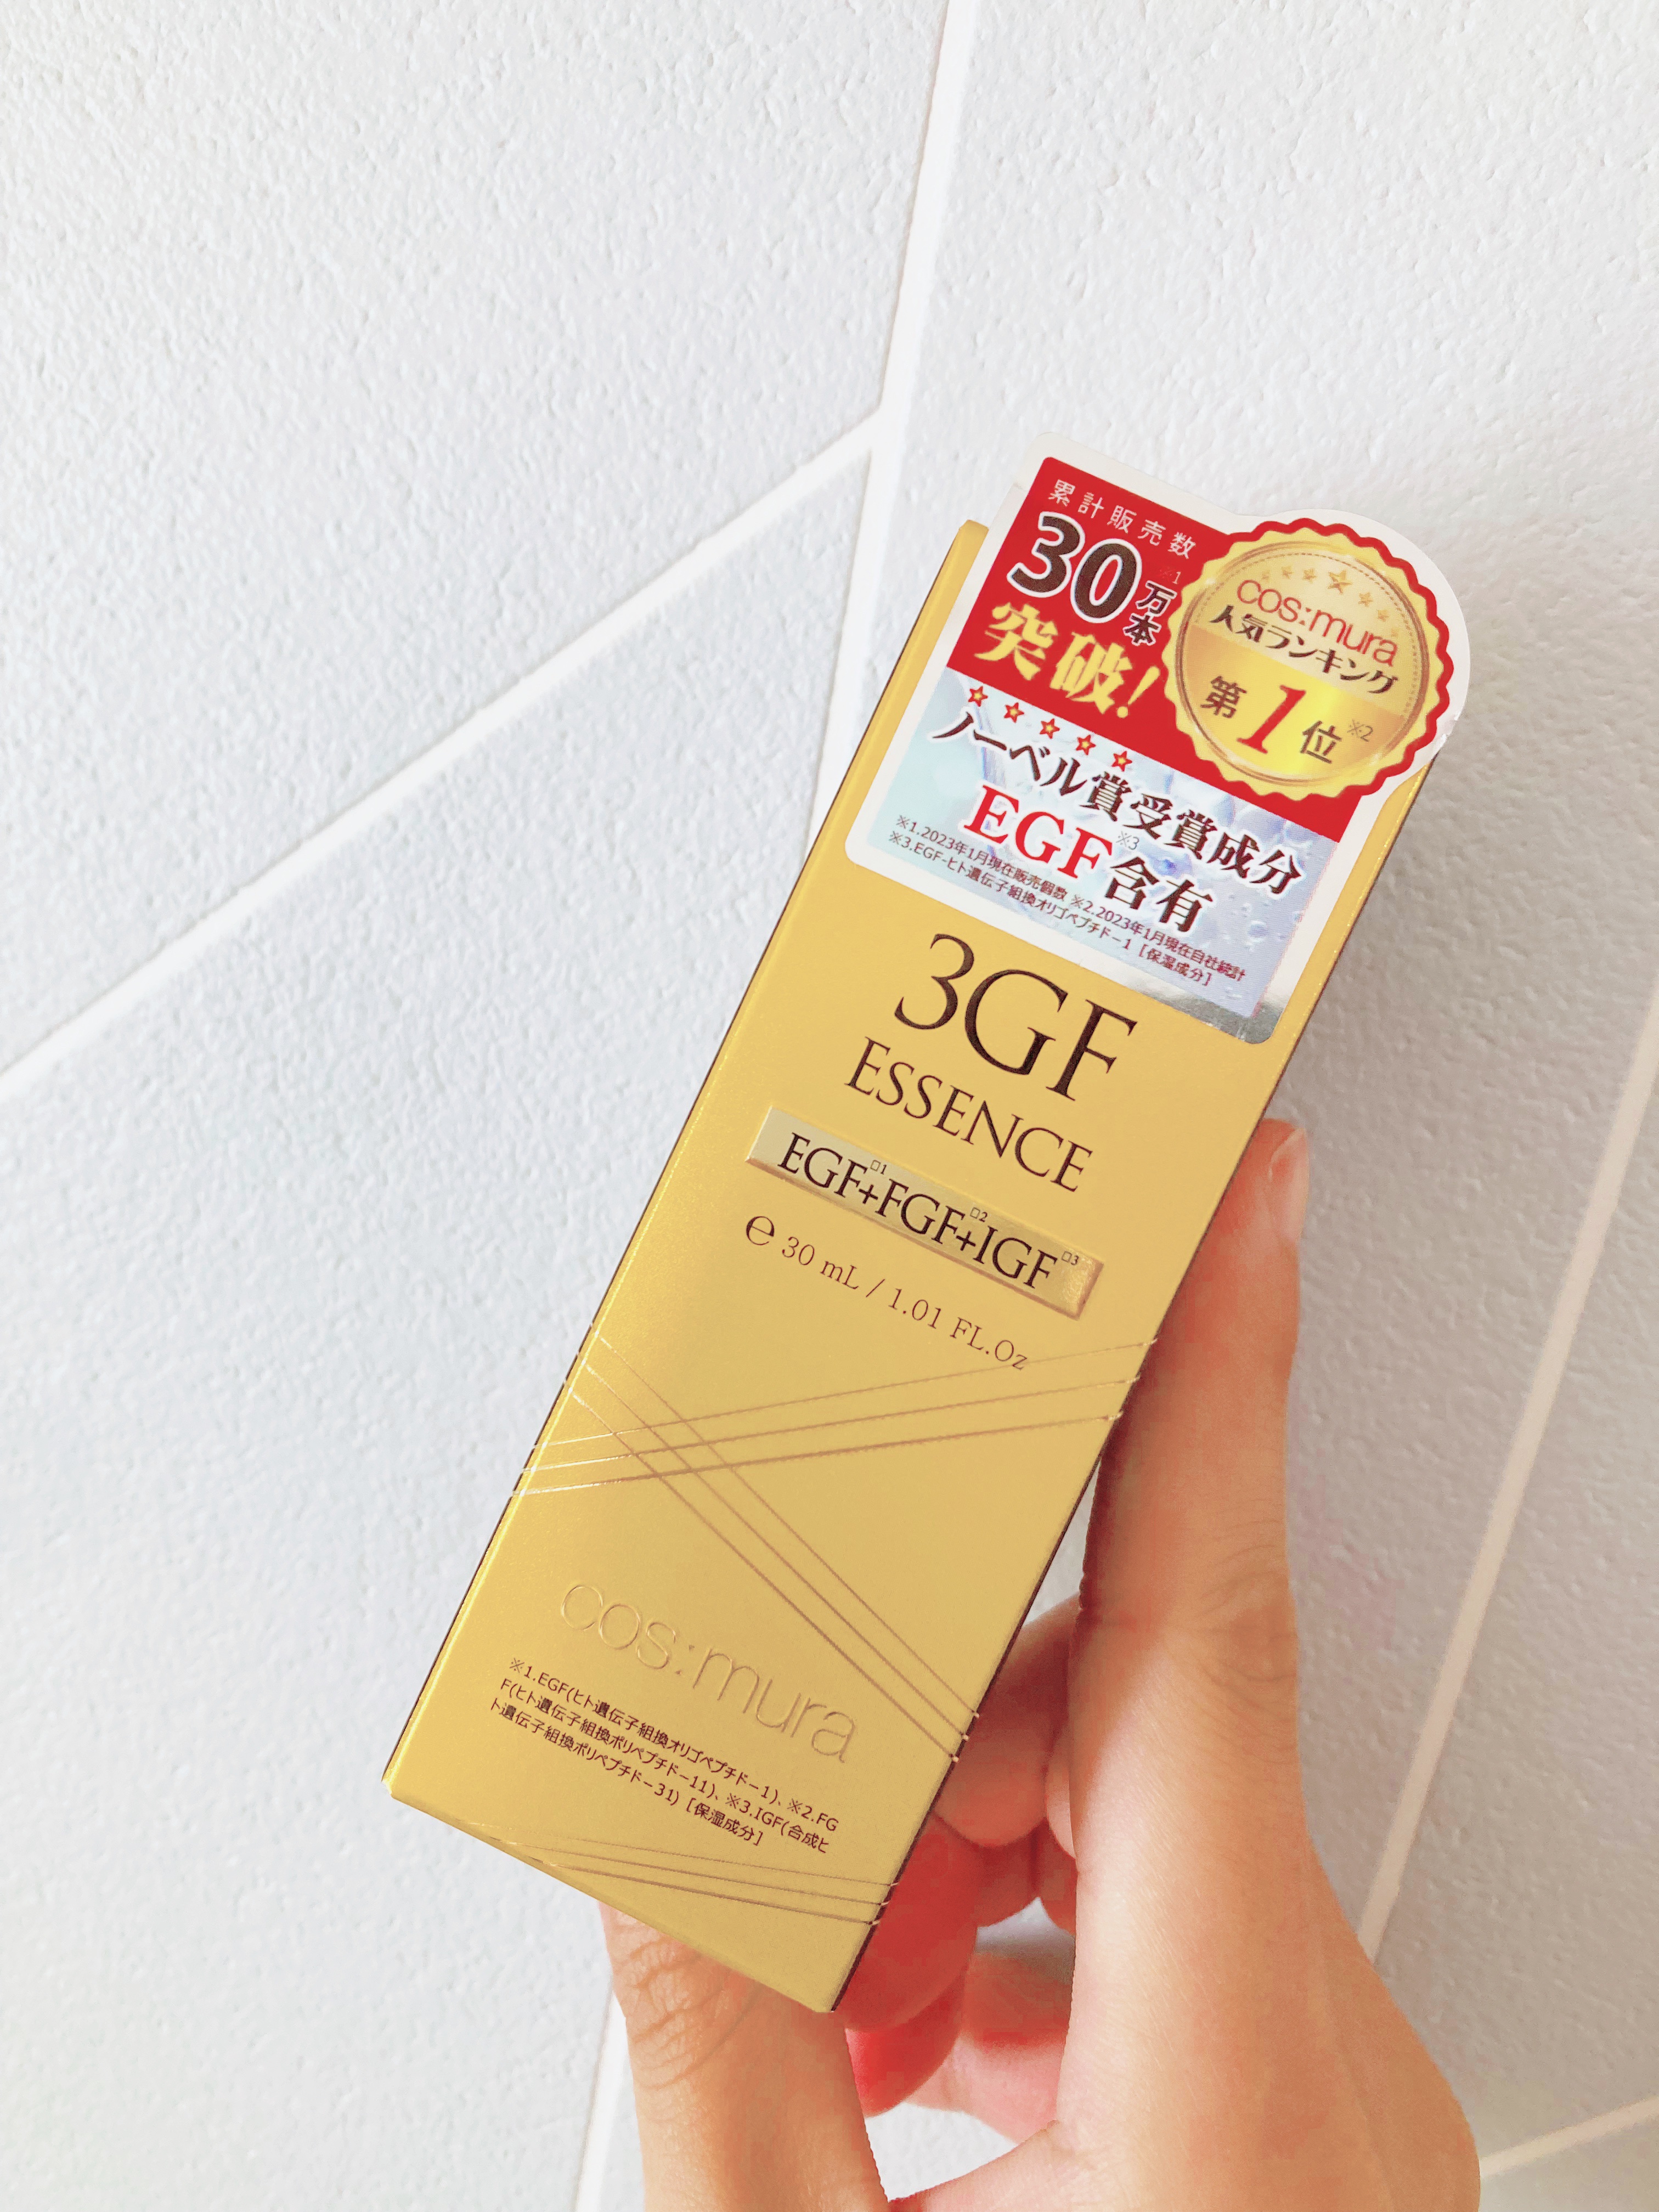 累計販売数
30万本※1
突破!
cos:mura
人気ランキング
第1位※2
ノーベル賞受賞成分
EGF※3含有
※1.2023年1月現在販売個数 ※2.2023年1月現在自社統計
※3.EGF-ヒト遺伝子組換オリゴペプチド-1 [保湿成分]
3GF
ESSENCE
EGF□1+FGF□2+IGF□3
℮ 30 mL / 1.01 FL.Oz
cos:mura
※1.EGF(ヒト遺伝子組換オリゴペプチド-1)、※2.FG
F(ヒト遺伝子組換ポリペプチド-11)、※3.IGF(合成ヒ
ト遺伝子組換ポリペプチド-31) [保湿成分]